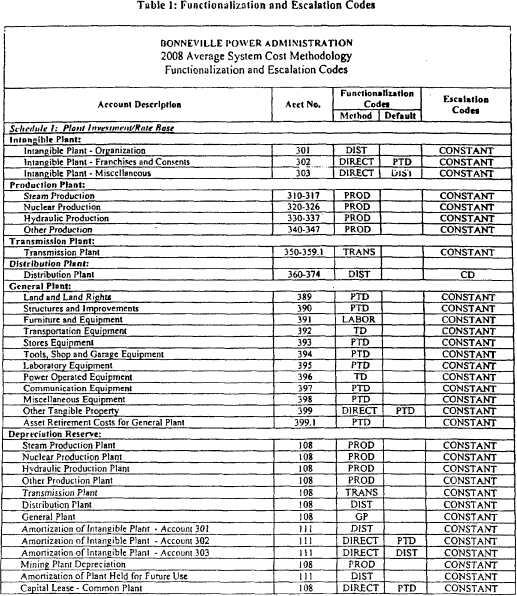 Table 1: Functionalization and Escalation Codes
BONNEVILLE POWER ADMINISTRATION
2008 Average System Cost Methodology
Functionalization and Escalation Codes
Account Description Acct No. Functionalization Codes Escalation Codes
Method Default
Schedule 1: Plant Investment/Rate Base
Intangible Plant:
Intangible Plant - Organization 301 DIST CONSTANT
Intangible Plant - Franchises and Consents 302 DIRECT PTD CONSTANT
Intangible Plant - Miscellaneous 303 DIRECT DIST CONSTANT
Production Plant:
Steam Production 310-317 PROD CONSTANT
Nuclear Production 320-326 PROD CONSTANT
Hydraulic Production 330-337 PROD CONSTANT
Other Production 340-347 PROD CONSTANT
Transmission Plant:
Transmission Plant 350-359.1 TRANS CONSTANT
Distribution Plant:
Distribution Plant 360-374 DIST CD
General Plant:
Land and Land Rights 389 PTD CONSTANT
Structures and Improvements 390 PTD CONSTANT
Furniture and Equipment 391 LABOR CONSTANT
Transportation Equipment 392 TD CONSTANT
Stores Equipment 393 PTD CONSTANT
Tools, Shop and Garage Equipment 394 PTD CONSTANT
Laboratory Equipment 395 PTD CONSTANT
Power Operated Equipment 396 TD CONSTANT
Communication Equipment 397 PTD CONSTANT
Miscellaneous Equipment 398 PTD CONSTANT
Other Tangible Property 399 DIRECT PTD CONSTANT
Asset Retirement Costs for General Plant 399.1 PTD CONSTANT
Depreciation Reserve:
Steam Production Plant 108 PROD CONSTANT
Nuclear Production Plant 108 PROD CONSTANT
Hydraulic Production Plant 108 PROD CONSTANT
Other Production Plant 108 PROD CONSTANT
Transmission Plant 108 TRANS CONSTANT
Distribution Plant 108 DIST CONSTANT
General Plant 108 GP CONSTANT
Amortization of Intangible Plant - Account 301 111 DIST CONSTANT
Amortization of Intangible Plant - Account 302 111 DIRECT PTD CONSTANT
Amortization of Intangible Plant - Account 303 111 DIRECT DIST CONSTANT
Mining Plant Depreciation 108 PROD CONSTANT
Amortization of Plant Held for Future Use 111 DIST CONSTANT
Capital Lease - Common Plant 108 DIRECT PTD CONSTANT